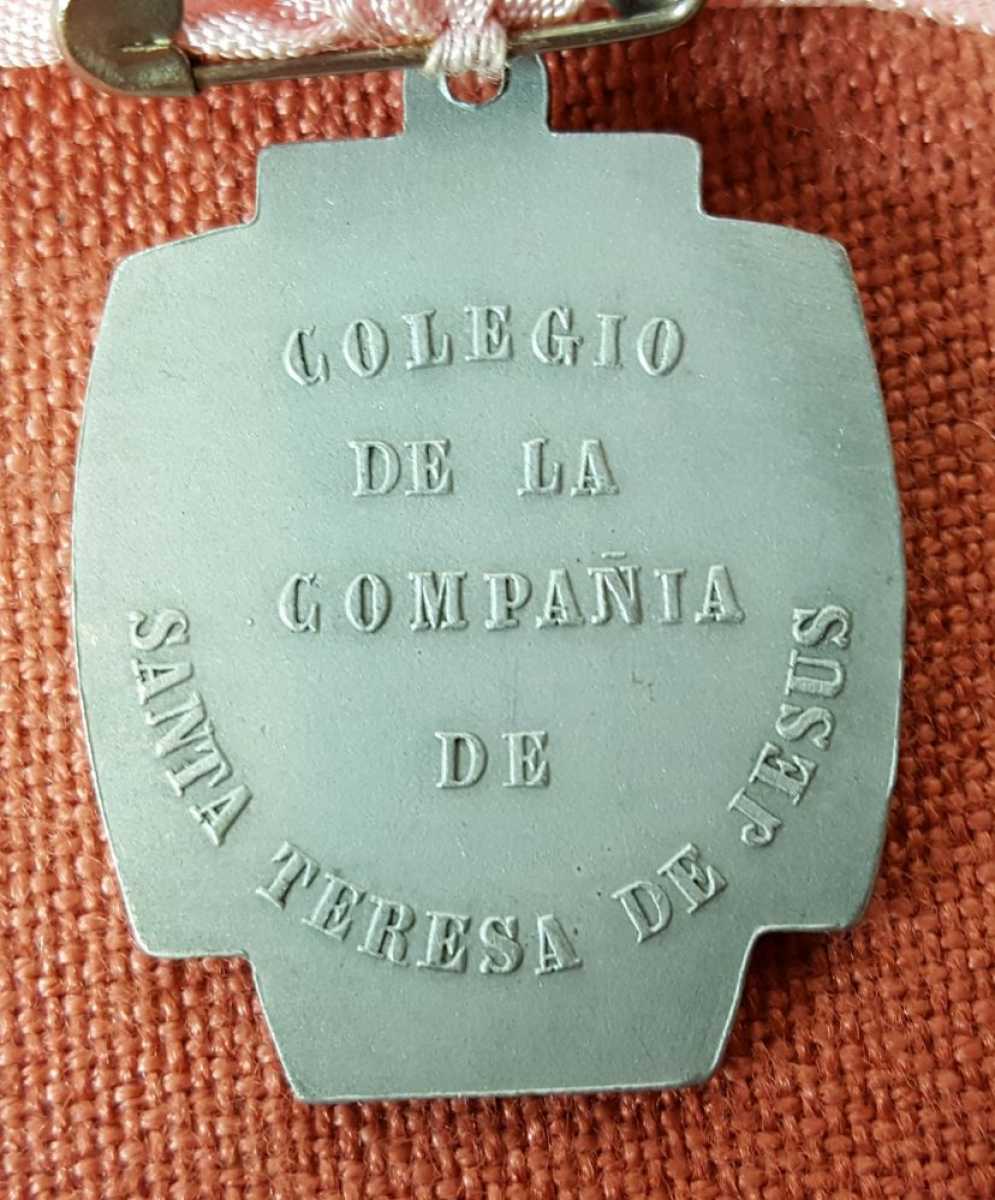 COLEGIO
DE LA
COMPAÑIA
DE
SANTA TERESA DE JESUS